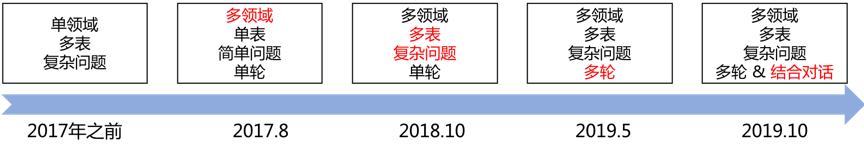 单领域
多表
复杂问题
多领域
单表
简单问题
单轮
多领域
多表
复杂问题
单轮
多领域
多表
复杂问题
多轮
多领域
多表
复杂问题
多轮 & 结合对话
2017年之前
2017.8
2018.10
2019.5
2019.10